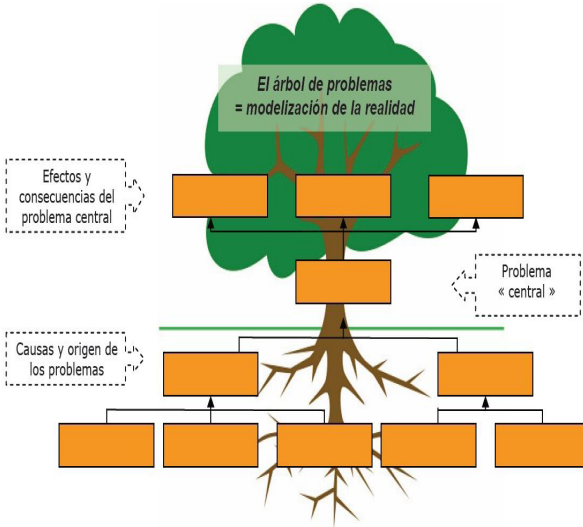 El árbol de problemas
= modelización de la realidad
Efectos y
consecuencias del
problema central
Problema
« central »
Causas y origen de
los problemas